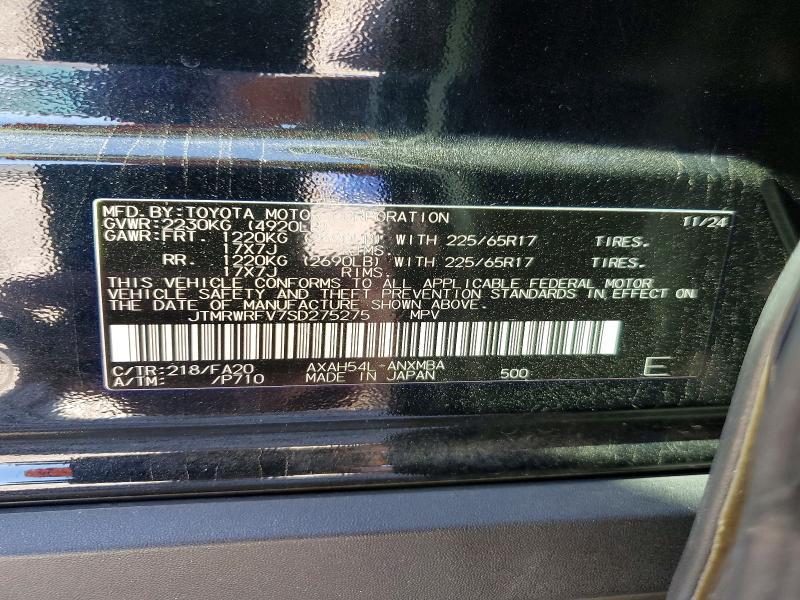 MFD. BY: TOYOTA MOTOR CORPORATION 11/24
GVWR: 2230KG (4920LB)
GAWR: FRT. 1220KG WITH 225/65R17 TIRES.
17X7J
RR. 1220KG (2690LB) WITH 225/65R17 TIRES.
17X7J RIMS.
THIS VEHICLE CONFORMS TO ALL APPLICABLE FEDERAL MOTOR
VEHICLE SAFETY AND THEFT PREVENTION STANDARDS IN EFFECT ON
THE DATE OF MANUFACTURE SHOWN ABOVE.
JTMRWRFV7SD275275 MPV
C/TR: 218/FA20 AXAH54L-ANXMBA
A/TM: /P710 MADE IN JAPAN 500 E